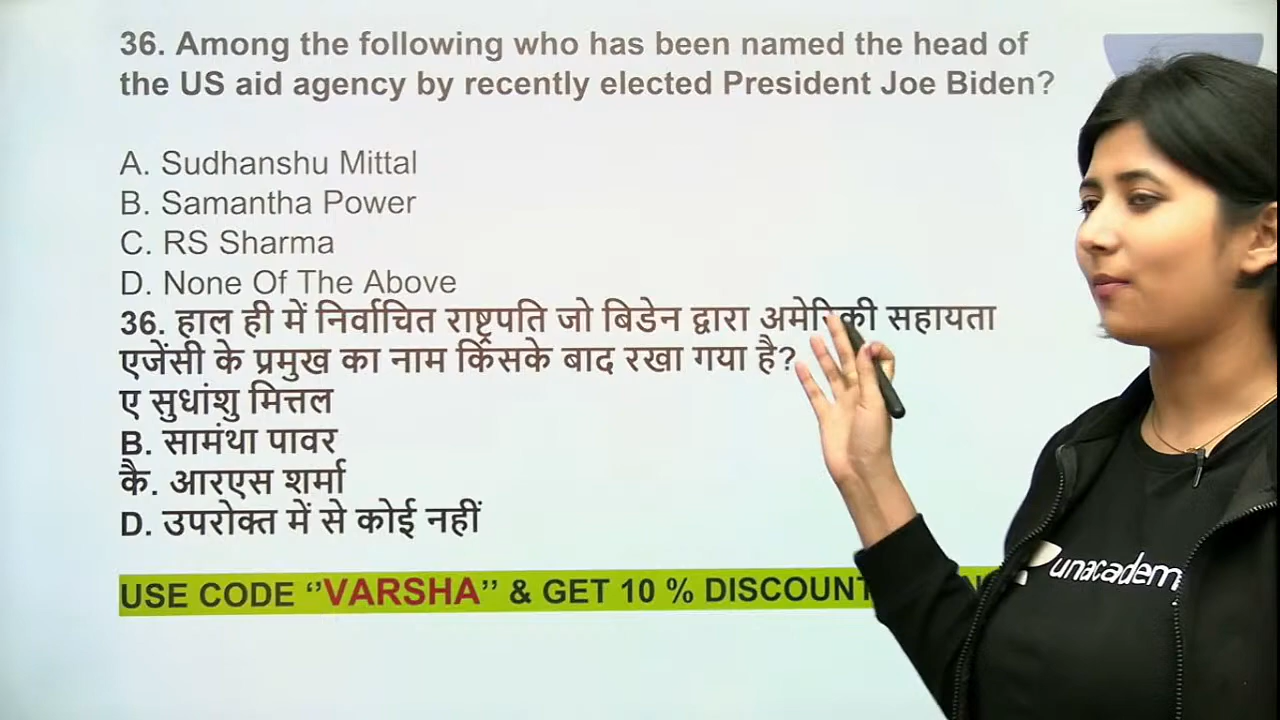 36. Among the following who has been named the head of
the US aid agency by recently elected President Joe Biden?
A. Sudhanshu Mittal
B. Samantha Power
C. RS Sharma
D. None Of The Above
36. हाल ही में निर्वाचित राष्ट्रपति जो बिडेन द्वारा अमेरिकी सहायता
एजेंसी के प्रमुख का नाम किसके बाद रखा गया है?
ए सुधांशु मित्तल
B. सामंथा पावर
कै. आरएस शर्मा
D. उपरोक्त में से कोई नहीं
USE CODE ‘’VARSHA’’ & GET 10 % DISCOUNT
unacadem